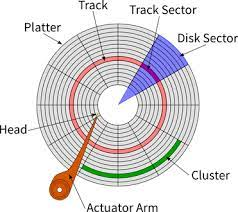 Track
Track Sector
Platter
Disk Sector
Head
Cluster
Actuator Arm